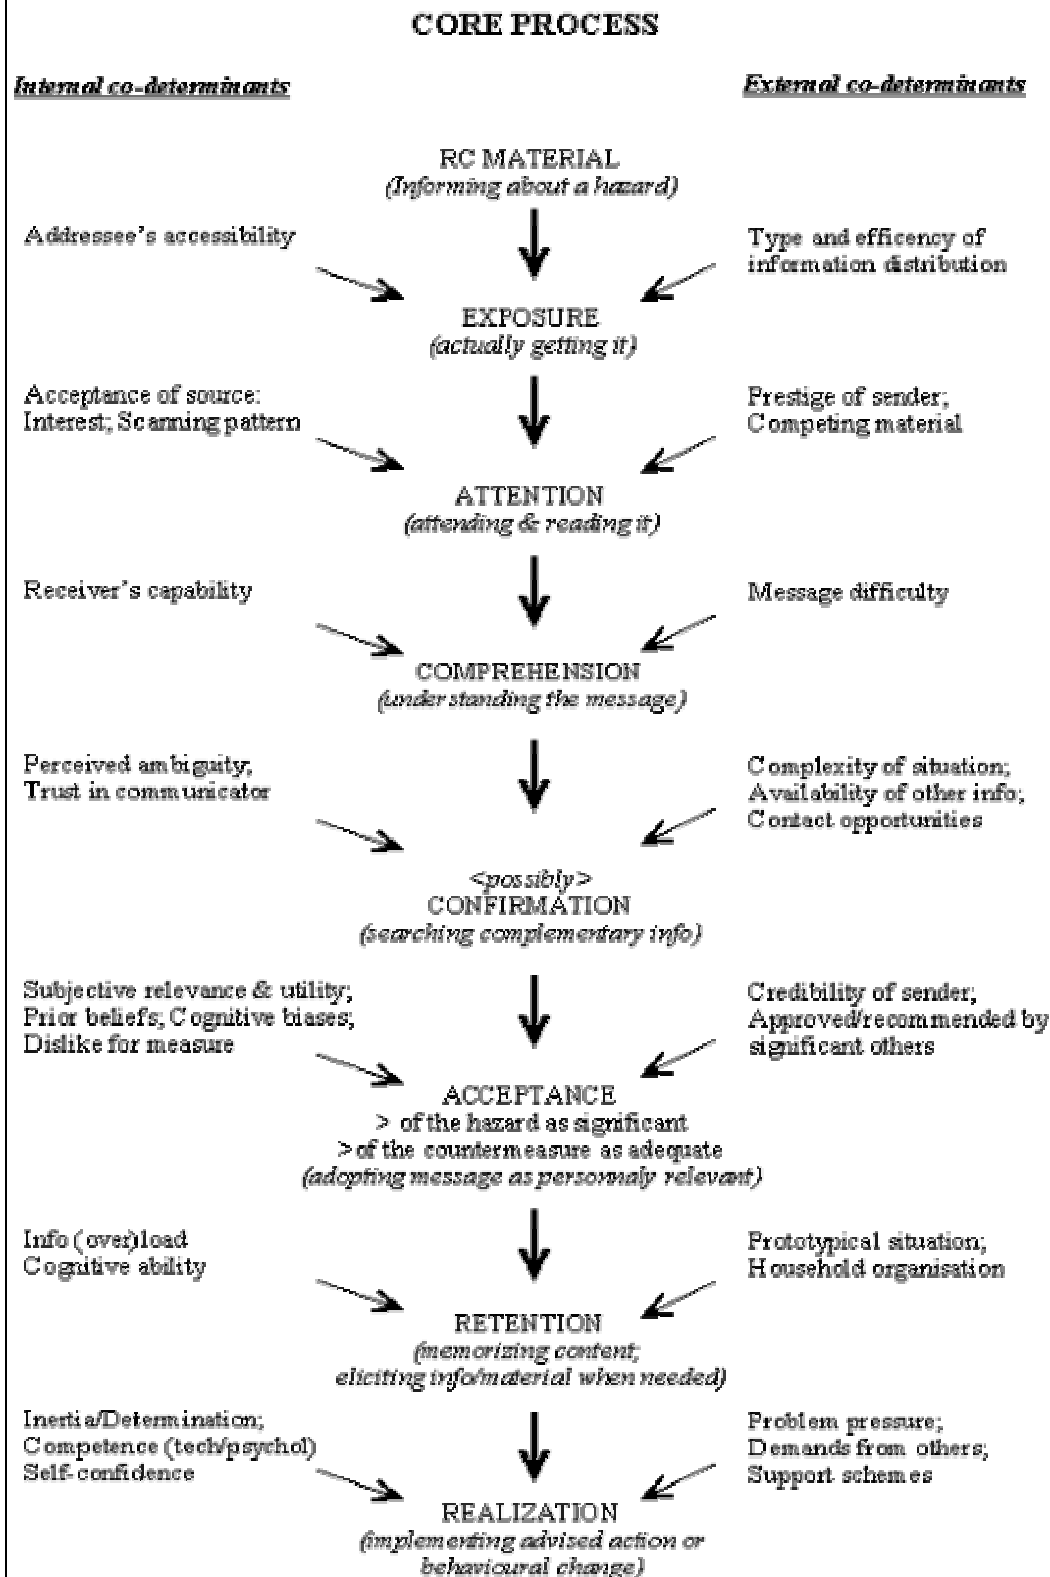 CORE PROCESS
Internal co-determinants
External co-determinants
RC MATERIAL
(Informing about a hazard)
Addressee's accessibility
Type and efficency of
information distribution
EXPOSURE
(actually getting it)
Acceptance of source:
Interest; Scanning pattern
Prestige of sender;
Competing material
ATTENTION
(attending & reading it)
Receiver's capability
Message difficulty
COMPREHENSION
(understanding the message)
Perceived ambiguity;
Trust in communicator
Complexity of situation;
Availability of other info;
Contact opportunities
<possibly>
CONFIRMATION
(searching complementary info)
Subjective relevance & utility;
Prior beliefs; Cognitive biases;
Dislike for measure
Credibility of sender;
Approved/recommended by
significant others
ACCEPTANCE
> of the hazard as significant
>of the countermeasure as adequate
(adopting message as personnaly relevant)
Info (over)load
Cognitive ability
Prototypical situation;
Household organisation
RETENTION
(memorizing content;
eliciting info/material when needed)
Inertia/Determination;
Competence (tech/psychol)
Self-confidence
Problem pressure;
Demands from others;
Support schemes
REALIZATION
(implementing advised action or
behavioural change)